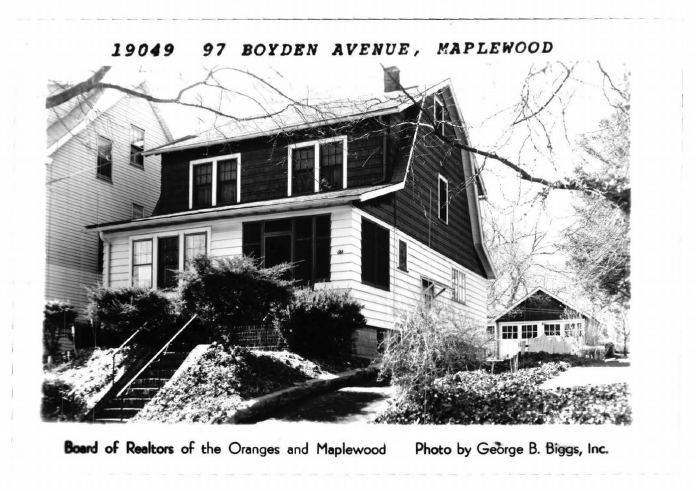 19049 97 BOYDEN AVENUE, MAPLEWOOD
Board of Realtors of the Oranges and Maplewood Photo by George B. Biggs, Inc.